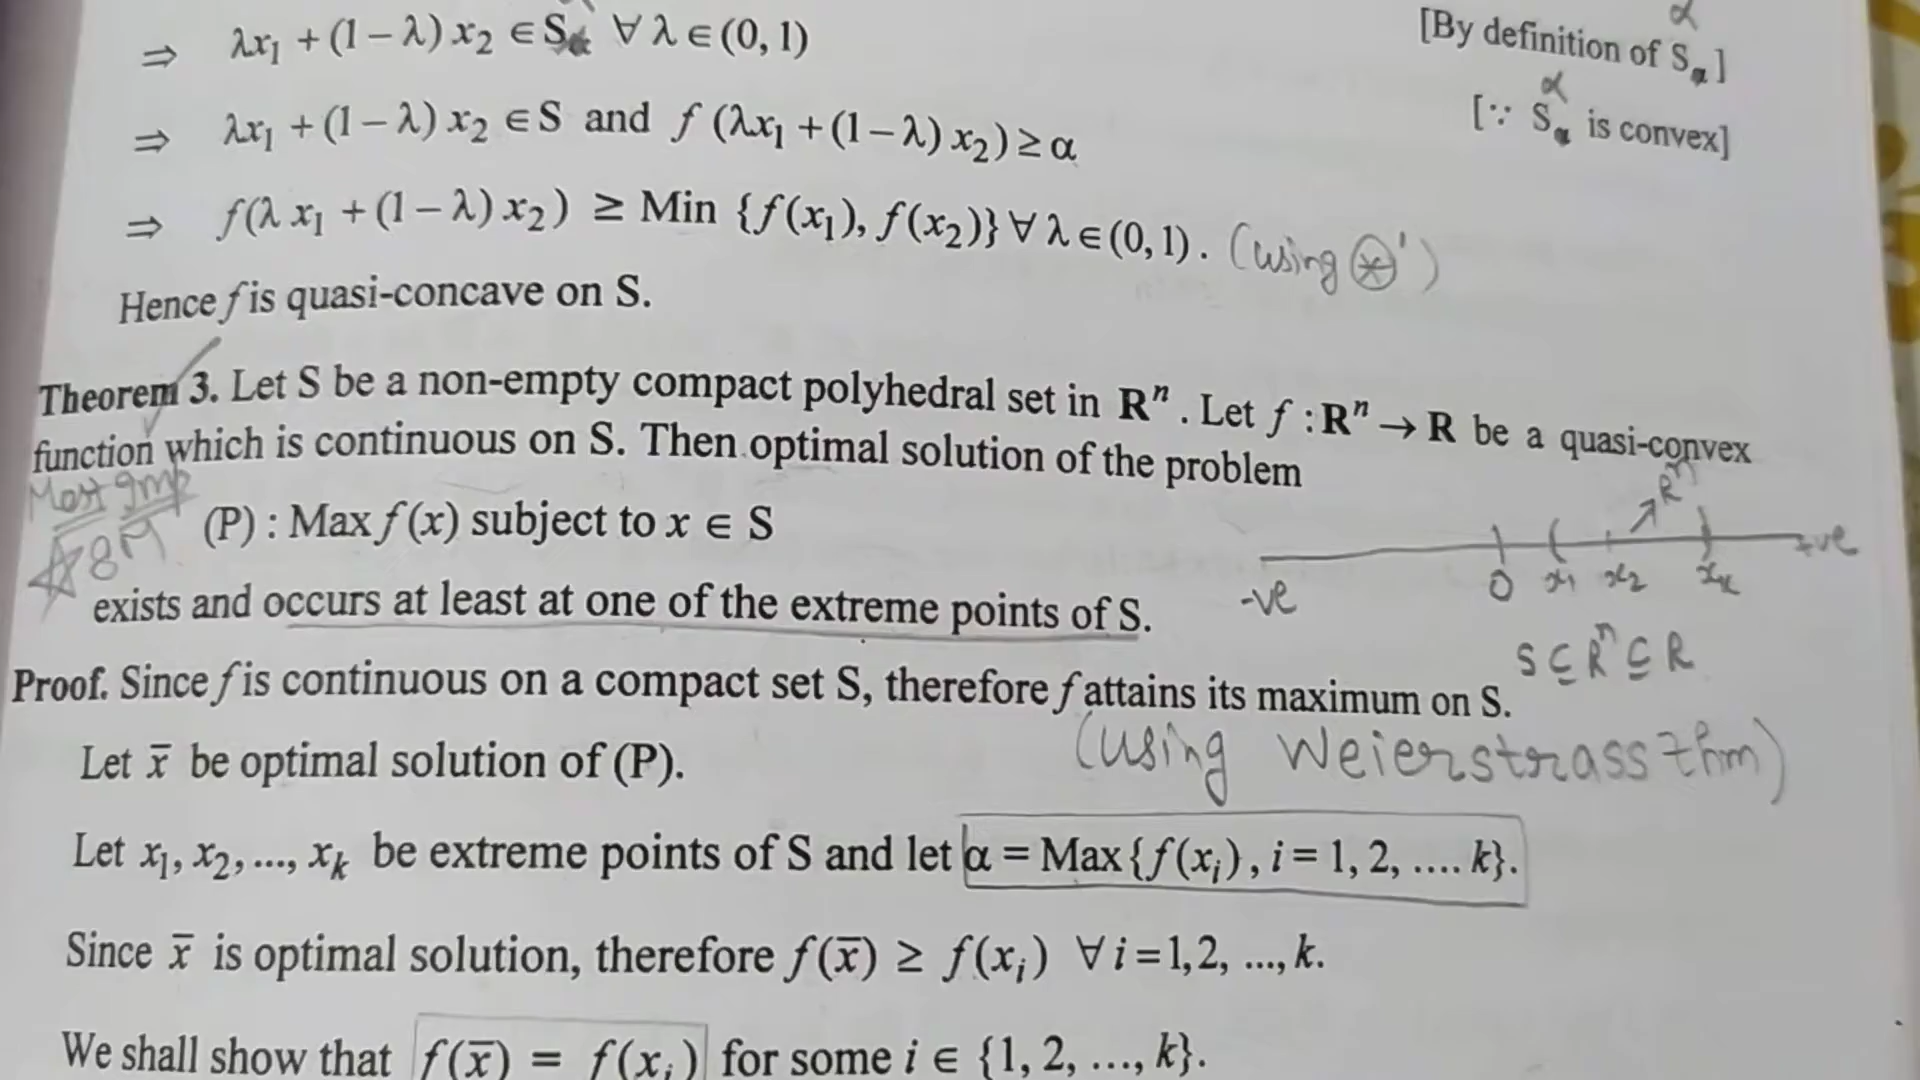 ⇒ λx₁ + (1 – λ) x₂ ∈ S ∀ λ ∈ (0, 1) [By definition of S_α]
α
⇒ λx₁ + (1 – λ) x₂ ∈ S and f (λx₁ + (1 – λ) x₂) ≥ α [∵ S_α is convex]
α
⇒ f(λ x₁ + (1 – λ) x₂) ≥ Min {f(x₁), f(x₂)} ∀ λ ∈ (0, 1). (using ⊛')
Hence f is quasi-concave on S.
Theorem 3. Let S be a non-empty compact polyhedral set in Rⁿ. Let f : Rⁿ → R be a quasi-convex
function which is continuous on S. Then optimal solution of the problem
Most Imp
☆8M
(P) : Max f (x) subject to x ∈ S
Rⁿ
-ve 0 x₁ x₂ xₖ +ve
exists and occurs at least at one of the extreme points of S.
S ⊆ Rⁿ ⊆ R
Proof. Since f is continuous on a compact set S, therefore f attains its maximum on S.
(using Weierstrass thm)
Let x̄ be optimal solution of (P).
Let x₁, x₂, ..., xₖ be extreme points of S and let α = Max {f(xᵢ), i = 1, 2, .... k}.
Since x̄ is optimal solution, therefore f(x̄) ≥ f(xᵢ) ∀ i = 1,2, ..., k.
We shall show that f(x̄) = f(xᵢ) for some i ∈ {1, 2, ..., k}.